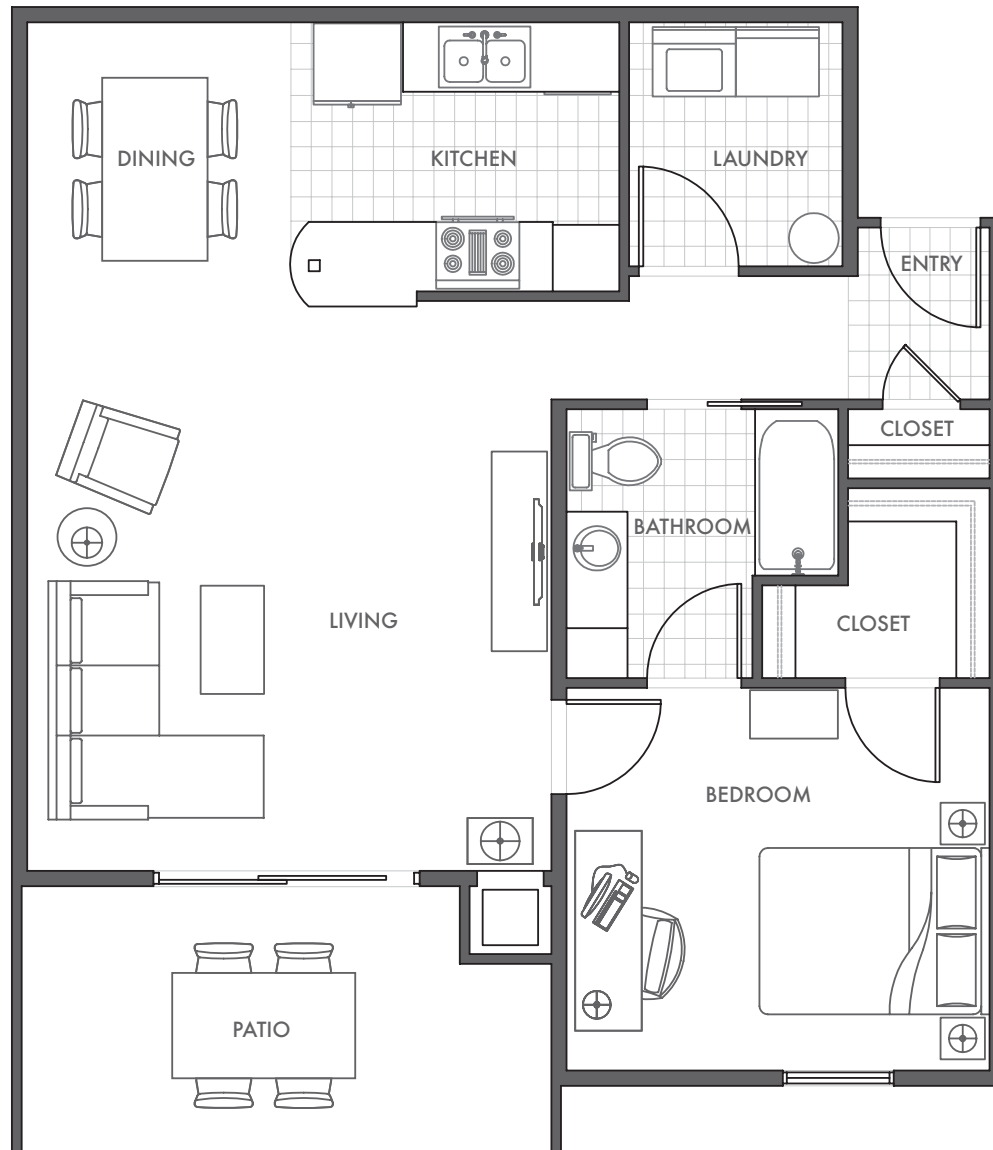 DINING
KITCHEN
LAUNDRY
ENTRY
CLOSET
BATHROOM
LIVING
CLOSET
BEDROOM
PATIO